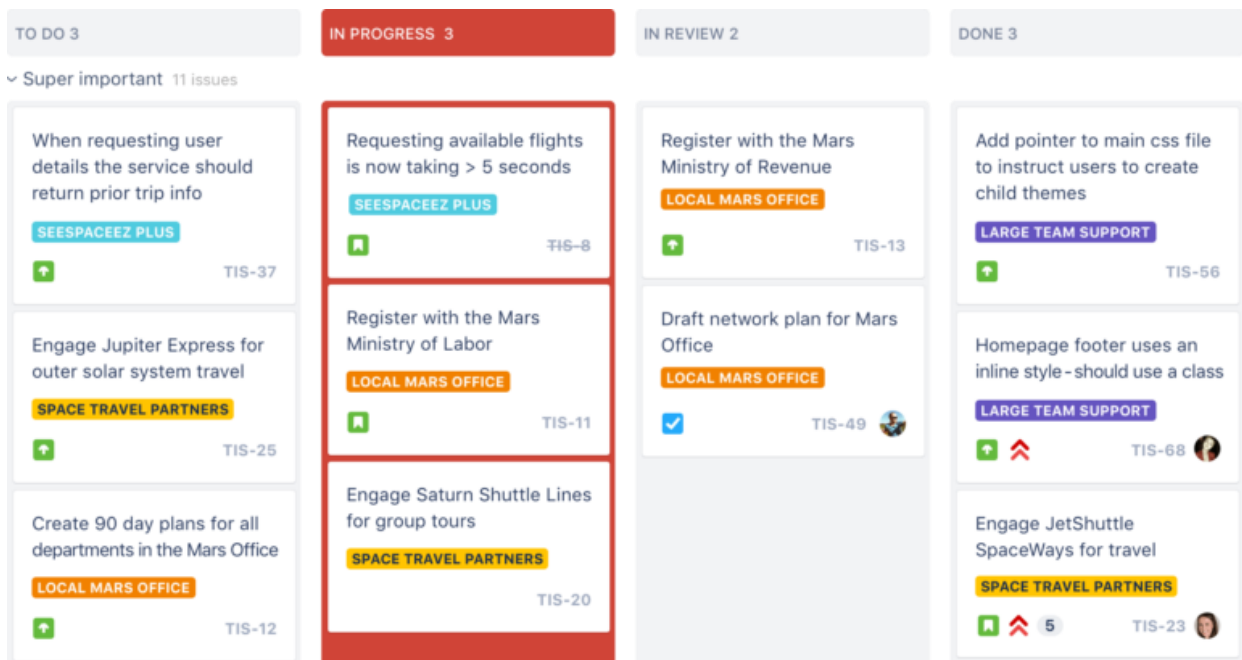 TO DO 3
IN PROGRESS 3
IN REVIEW 2
DONE 3
Super important 11 issues
When requesting user
details the service should
return prior trip info
SEESPACEEZ PLUS
TIS-37
Engage Jupiter Express for
outer solar system travel
SPACE TRAVEL PARTNERS
TIS-25
Create 90 day plans for all
departments in the Mars Office
LOCAL MARS OFFICE
TIS-12
Requesting available flights
is now taking > 5 seconds
SEESPACEEZ PLUS
TIS-8
Register with the Mars
Ministry of Labor
LOCAL MARS OFFICE
TIS-11
Engage Saturn Shuttle Lines
for group tours
SPACE TRAVEL PARTNERS
TIS-20
Register with the Mars
Ministry of Revenue
LOCAL MARS OFFICE
TIS-13
Draft network plan for Mars
Office
LOCAL MARS OFFICE
TIS-49
Add pointer to main css file
to instruct users to create
child themes
LARGE TEAM SUPPORT
TIS-56
Homepage footer uses an
inline style-should use a class
LARGE TEAM SUPPORT
TIS-68
Engage JetShuttle
SpaceWays for travel
SPACE TRAVEL PARTNERS
5 TIS-23